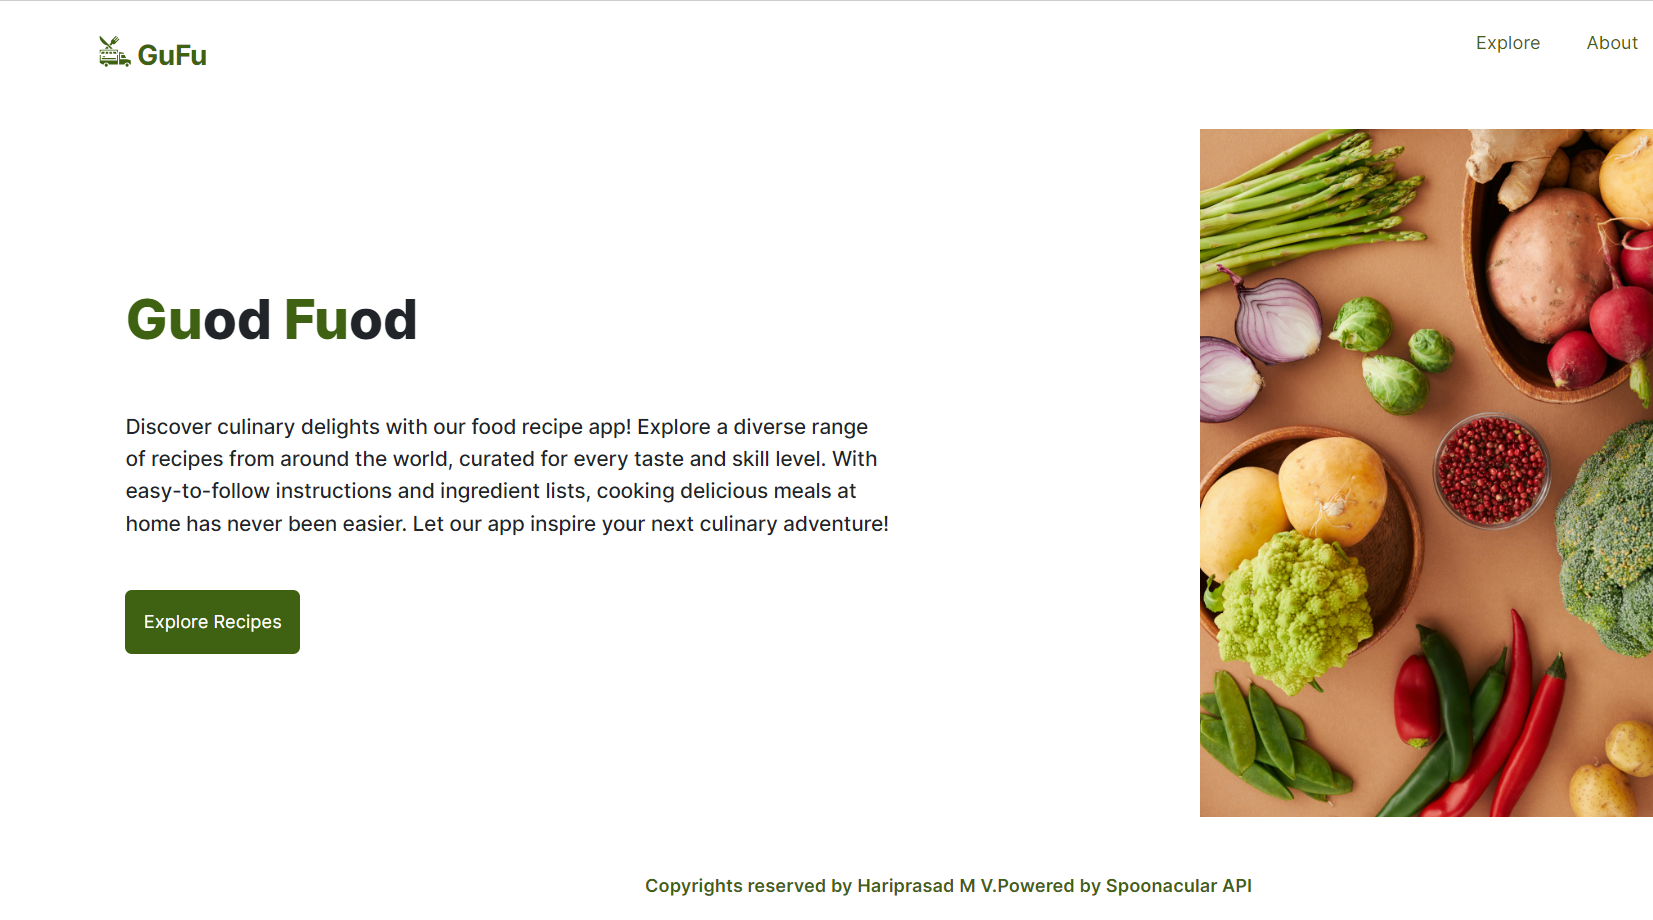 GuFu
Explore About
Guod Fuod
Discover culinary delights with our food recipe app! Explore a diverse range
of recipes from around the world, curated for every taste and skill level. With
easy-to-follow instructions and ingredient lists, cooking delicious meals at
home has never been easier. Let our app inspire your next culinary adventure!
Explore Recipes
Copyrights reserved by Hariprasad M V.Powered by Spoonacular API